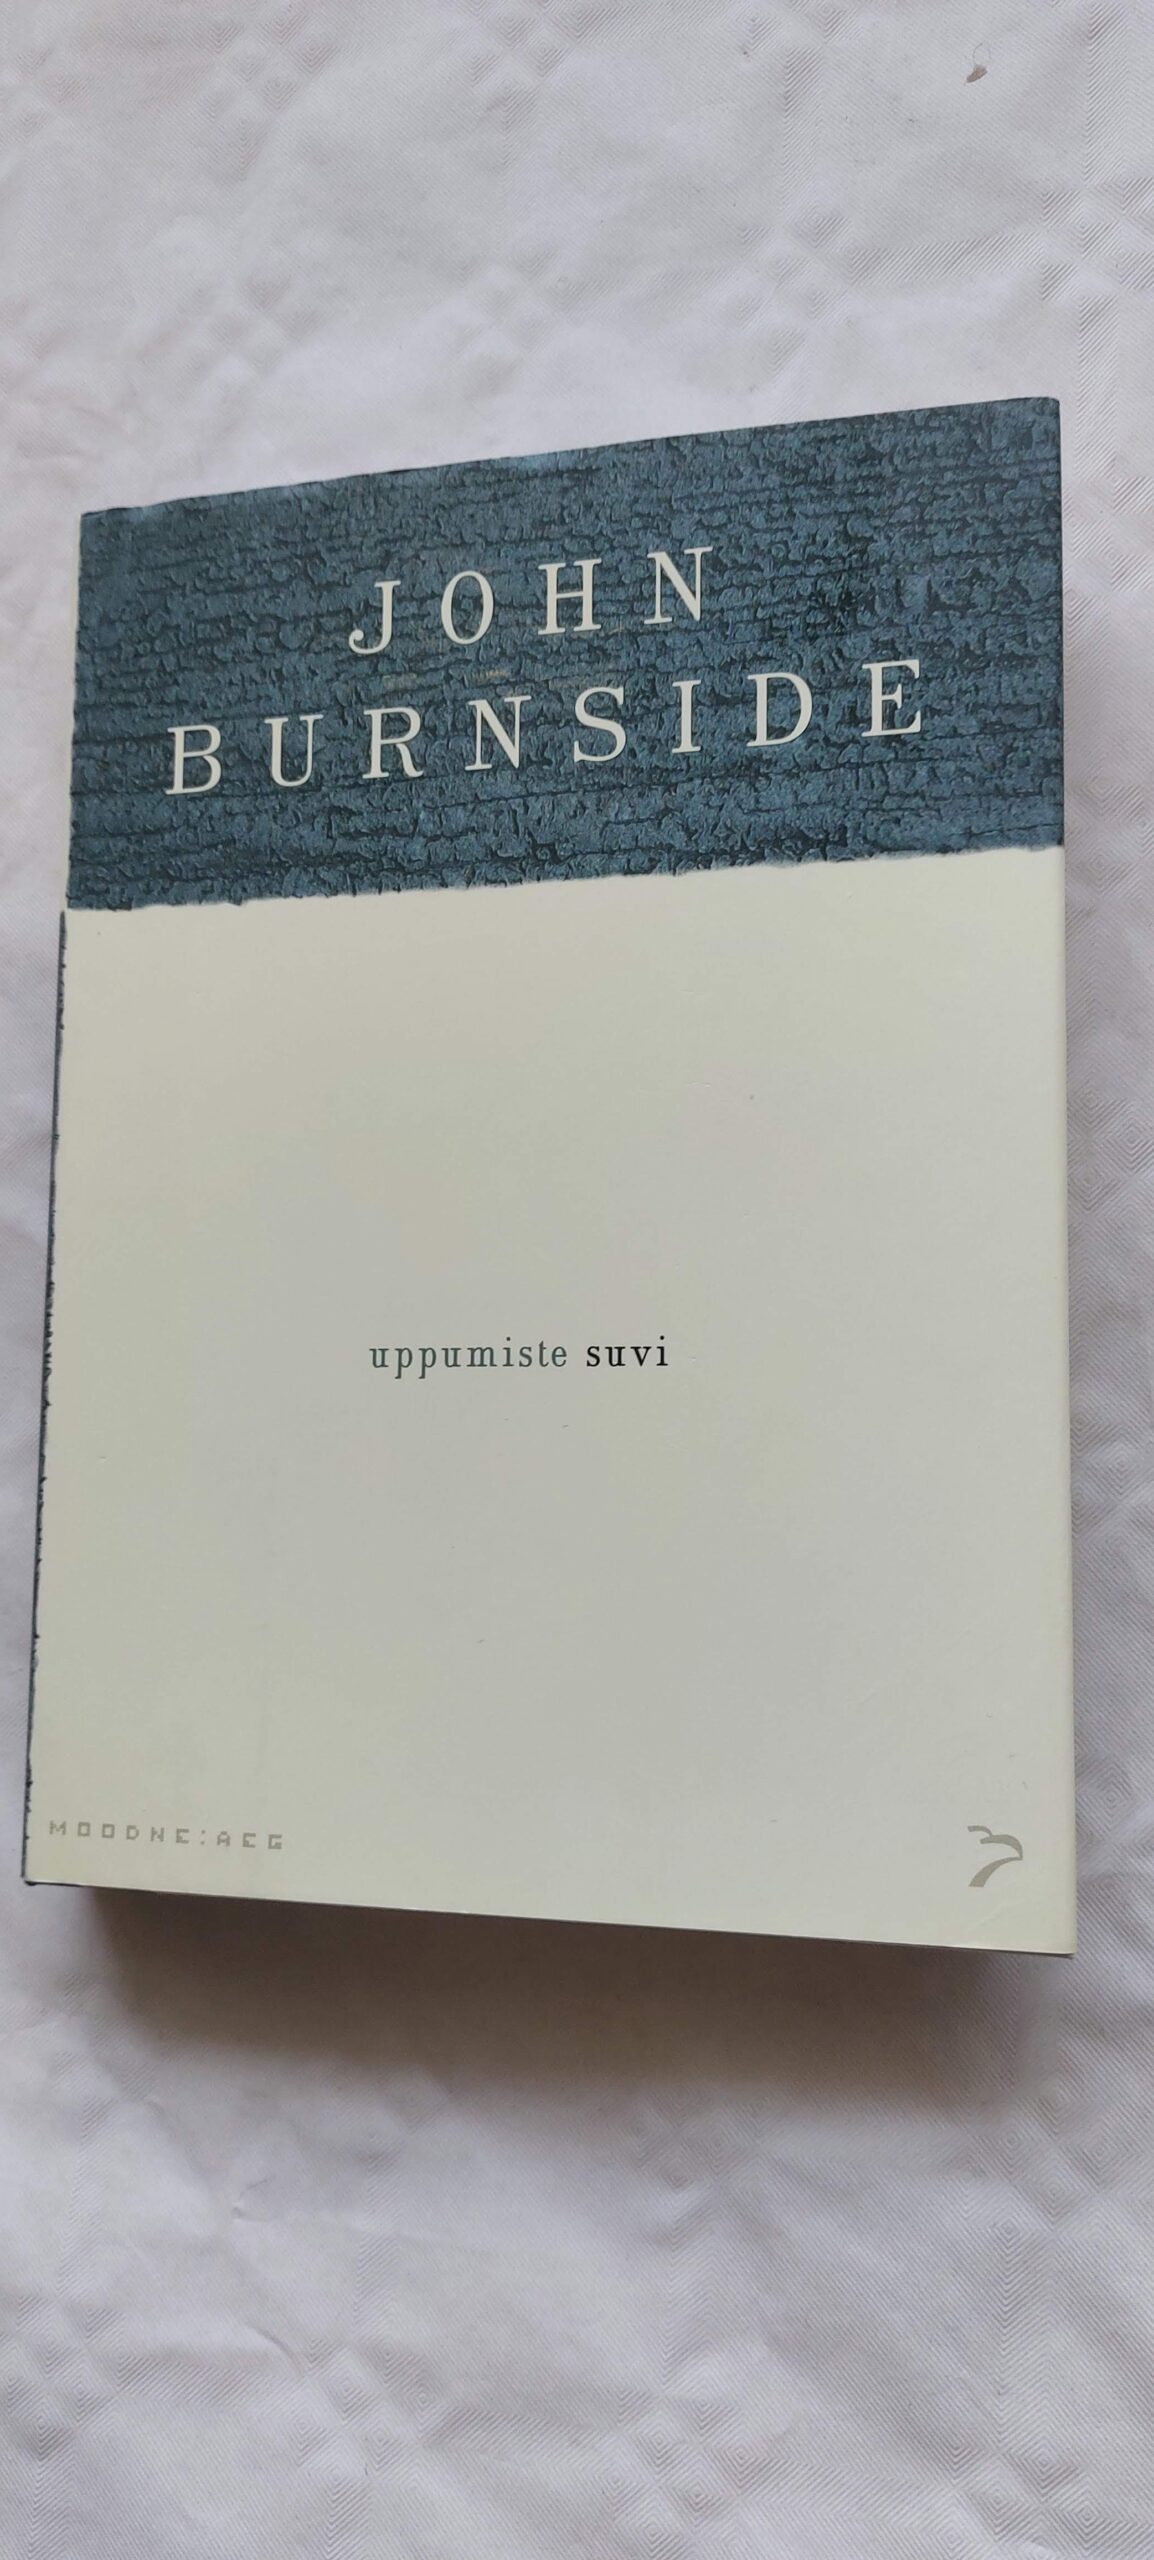 JOHN
BURNSIDE
uppumiste suvi
MOODNE:AEG